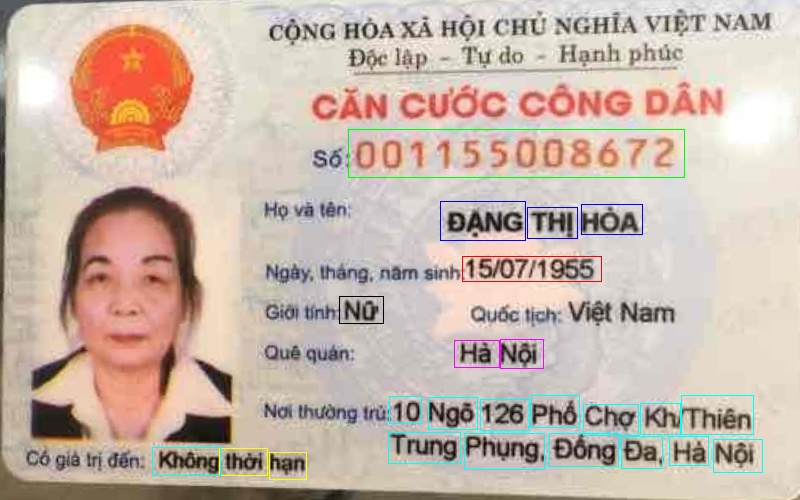 CỘNG HÒA XÃ HỘI CHỦ NGHĨA VIỆT NAM
Độc lập - Tự do - Hạnh phúc
CĂN CƯỚC CÔNG DÂN
Số: 001155008672
Họ và tên: ĐẶNG THỊ HÒA
Ngày, tháng, năm sinh: 15/07/1955
Giới tính: Nữ Quốc tịch: Việt Nam
Quê quán: Hà Nội
Nơi thường trú: 10 Ngõ 126 Phố Chợ Kh/Thiên
Trung Phụng, Đống Đa, Hà Nội
Có giá trị đến: Không thời hạn